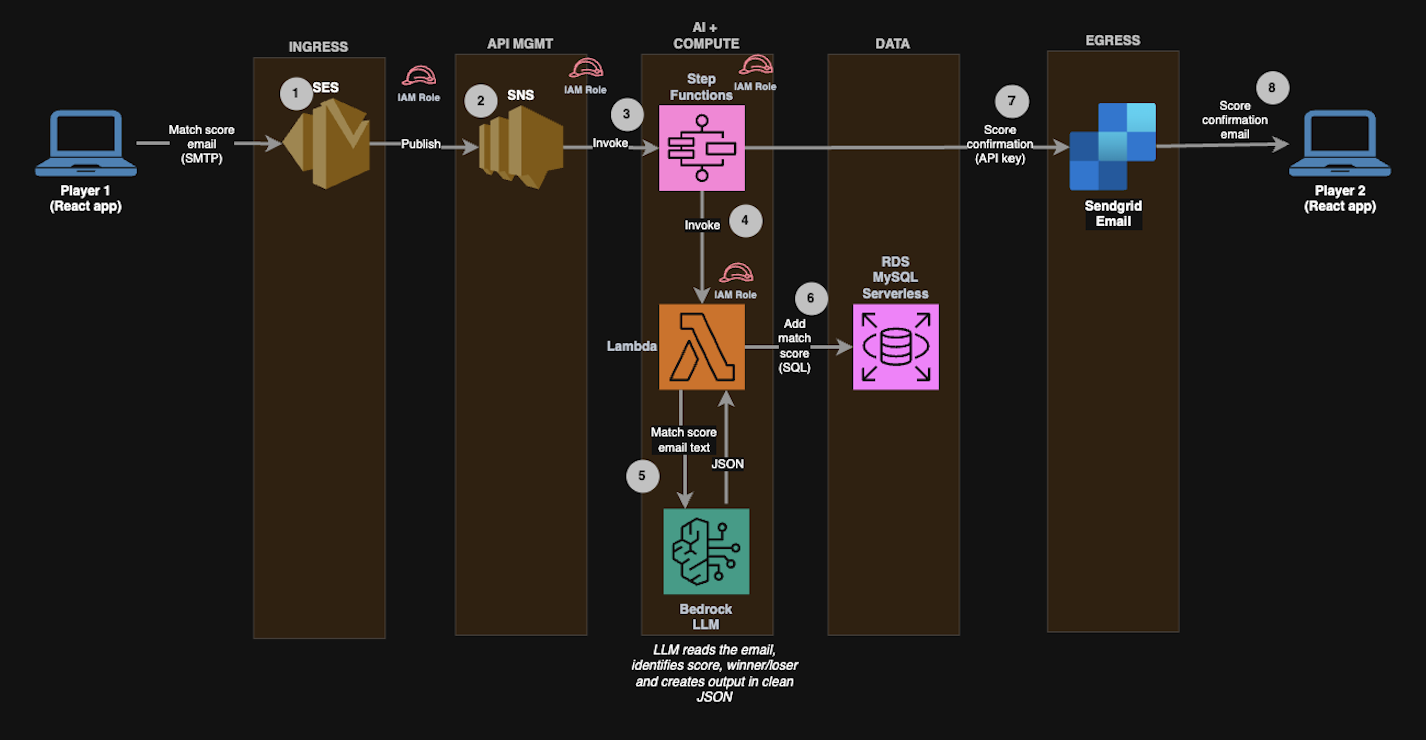 INGRESS
API MGMT
AI +
COMPUTE
DATA
EGRESS
1
SES
IAM Role
2
SNS
IAM Role
3
Step
Functions
IAM Role
7
8
Match score
email
(SMTP)
Publish
Invoke
Score
confirmation
(API key)
Score
confirmation
email
Player 1
(React app)
Sendgrid
Email
Player 2
(React app)
Invoke
4
IAM Role
6
RDS
MySQL
Serverless
Lambda
Add
match
score
(SQL)
Match score
email text
JSON
5
Bedrock
LLM
LLM reads the email,
identifies score, winner/loser
and creates output in clean
JSON